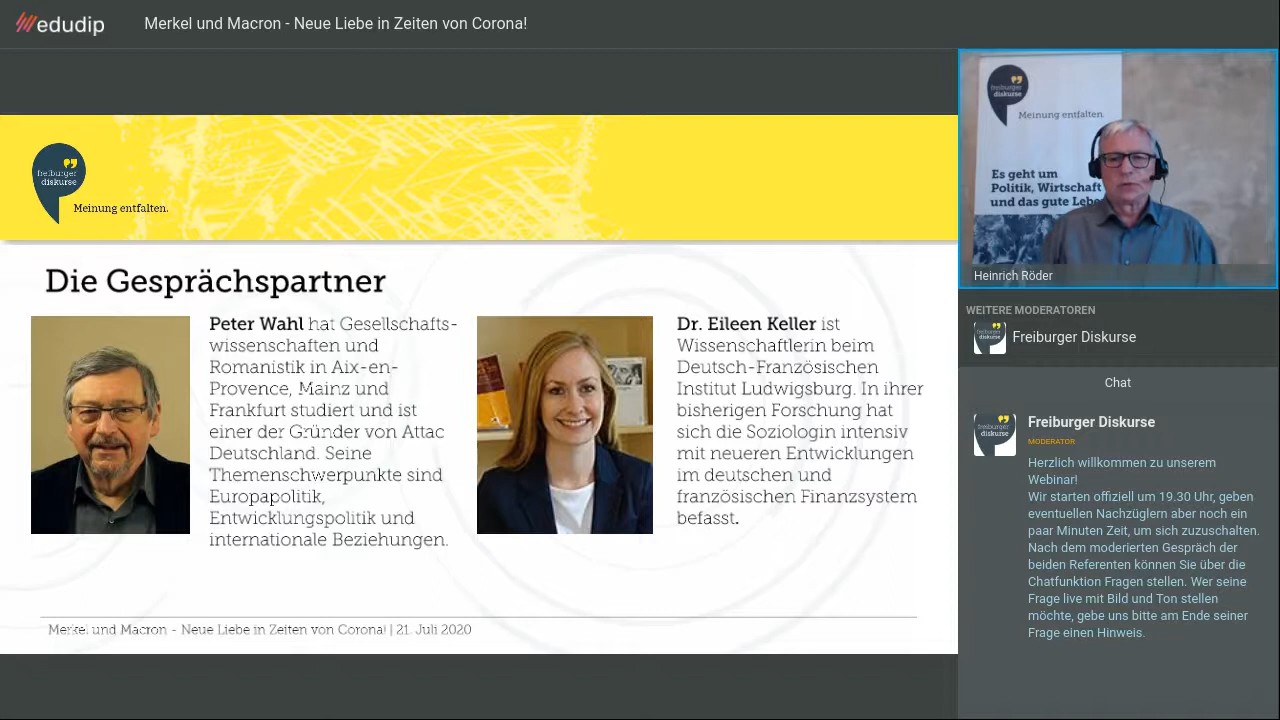 edudip
Merkel und Macron - Neue Liebe in Zeiten von Corona!
freiburger
diskurse
Meinung entfalten.
Die Gesprächspartner
Peter Wahl hat Gesellschafts-
wissenschaften und
Romanistik in Aix-en-
Provence, Mainz und
Frankfurt studiert und ist
einer der Gründer von Attac
Deutschland. Seine
Themenschwerpunkte sind
Europapolitik,
Entwicklungspolitik und
internationale Beziehungen.
Dr. Eileen Keller ist
Wissenschaftlerin beim
Deutsch-Französischen
Institut Ludwigsburg. In ihrer
bisherigen Forschung hat
sich die Soziologin intensiv
mit neueren Entwicklungen
im deutschen und
französischen Finanzsystem
befasst.
Merkel und Macron - Neue Liebe in Zeiten von Corona! | 21. Juli 2020
freiburger
diskurse
Meinung entfalten.
Es geht um
Politik, Wirtschaft
und das gute Lebe
Heinrich Röder
WEITERE MODERATOREN
freiburger
diskurse
Freiburger Diskurse
Chat
freiburger
diskurse
Freiburger Diskurse
MODERATOR
Herzlich willkommen zu unserem
Webinar!
Wir starten offiziell um 19.30 Uhr, geben
eventuellen Nachzüglern aber noch ein
paar Minuten Zeit, um sich zuzuschalten.
Nach dem moderierten Gespräch der
beiden Referenten können Sie über die
Chatfunktion Fragen stellen. Wer seine
Frage live mit Bild und Ton stellen
möchte, gebe uns bitte am Ende seiner
Frage einen Hinweis.